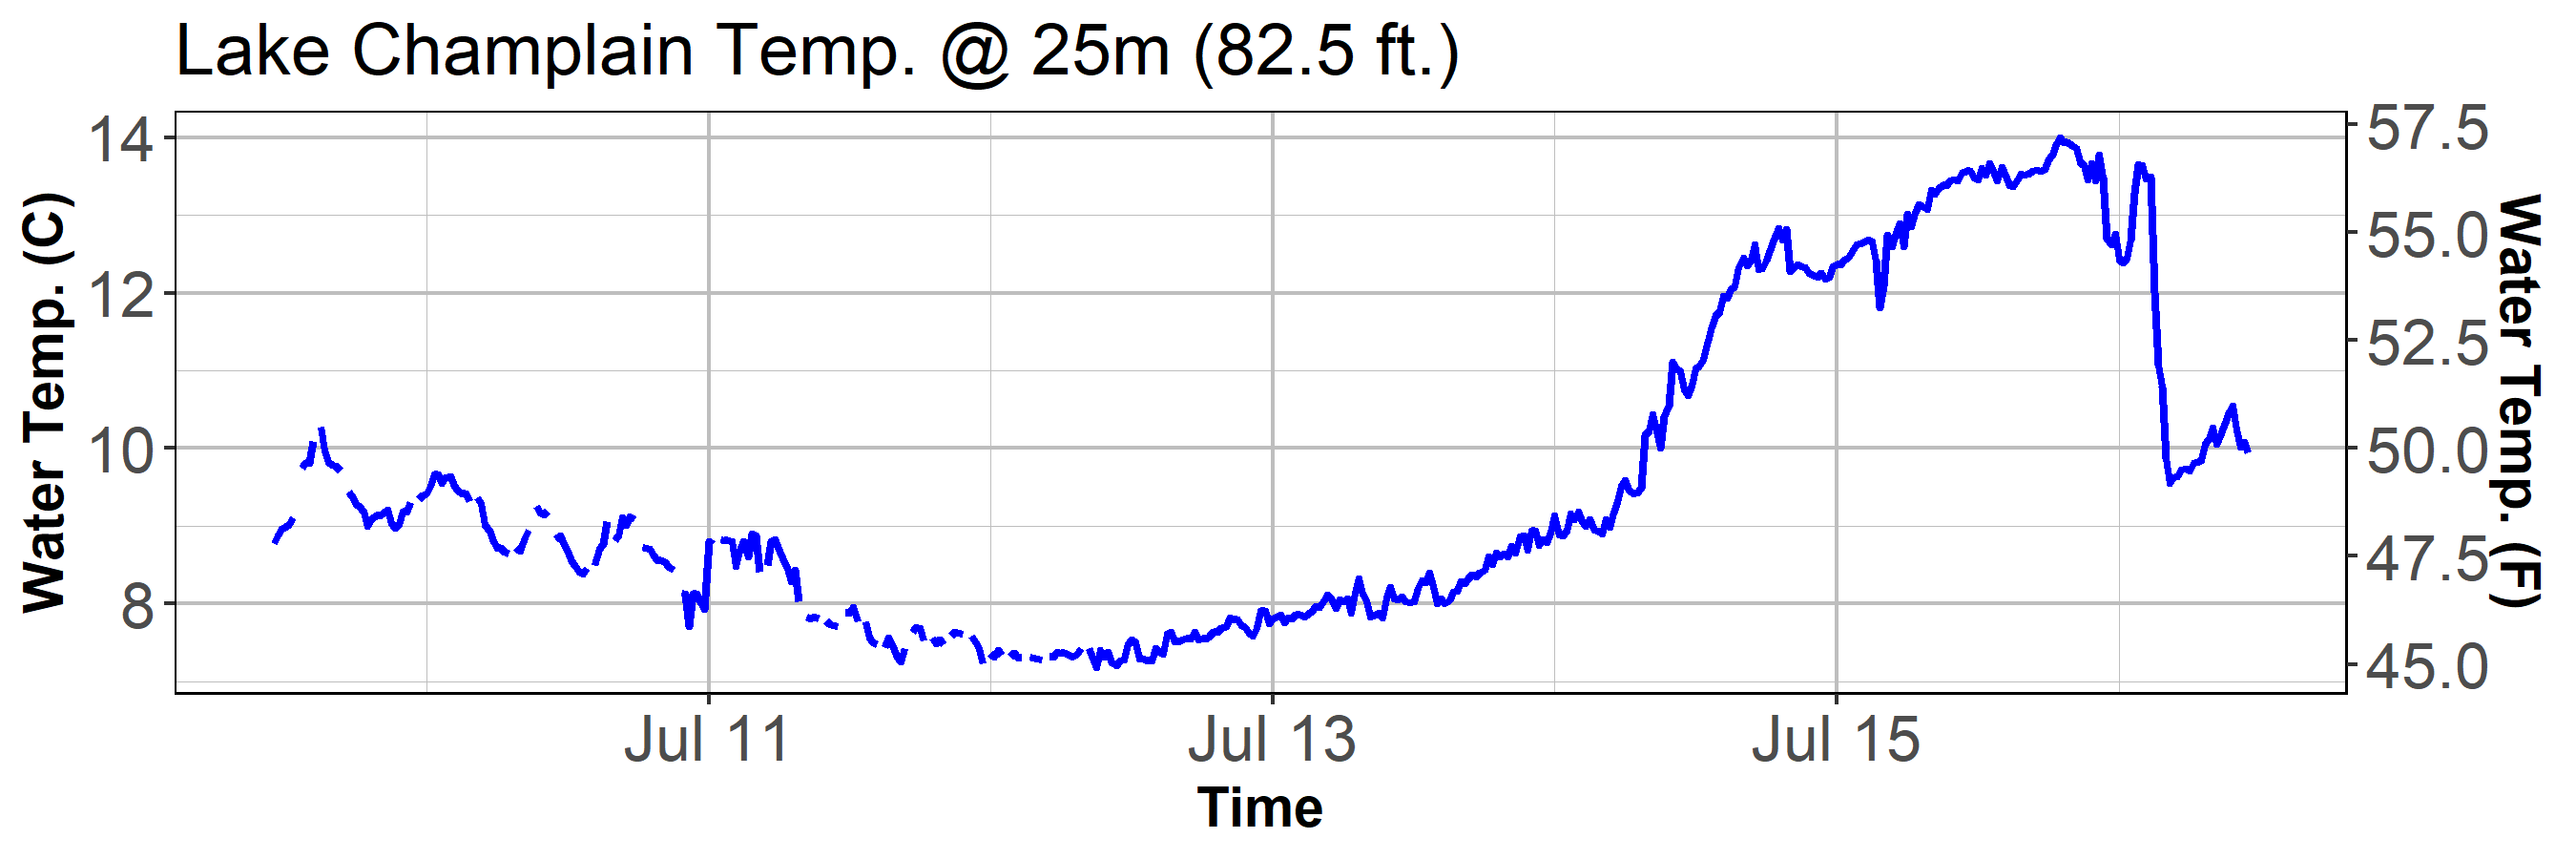 Lake Champlain Temp. @ 25m (82.5 ft.)
Water Temp. (C)
14
12
10
8
57.5
55.0
52.5
50.0
47.5
45.0
Water Temp. (F)
Jul 11
Jul 13
Jul 15
Time